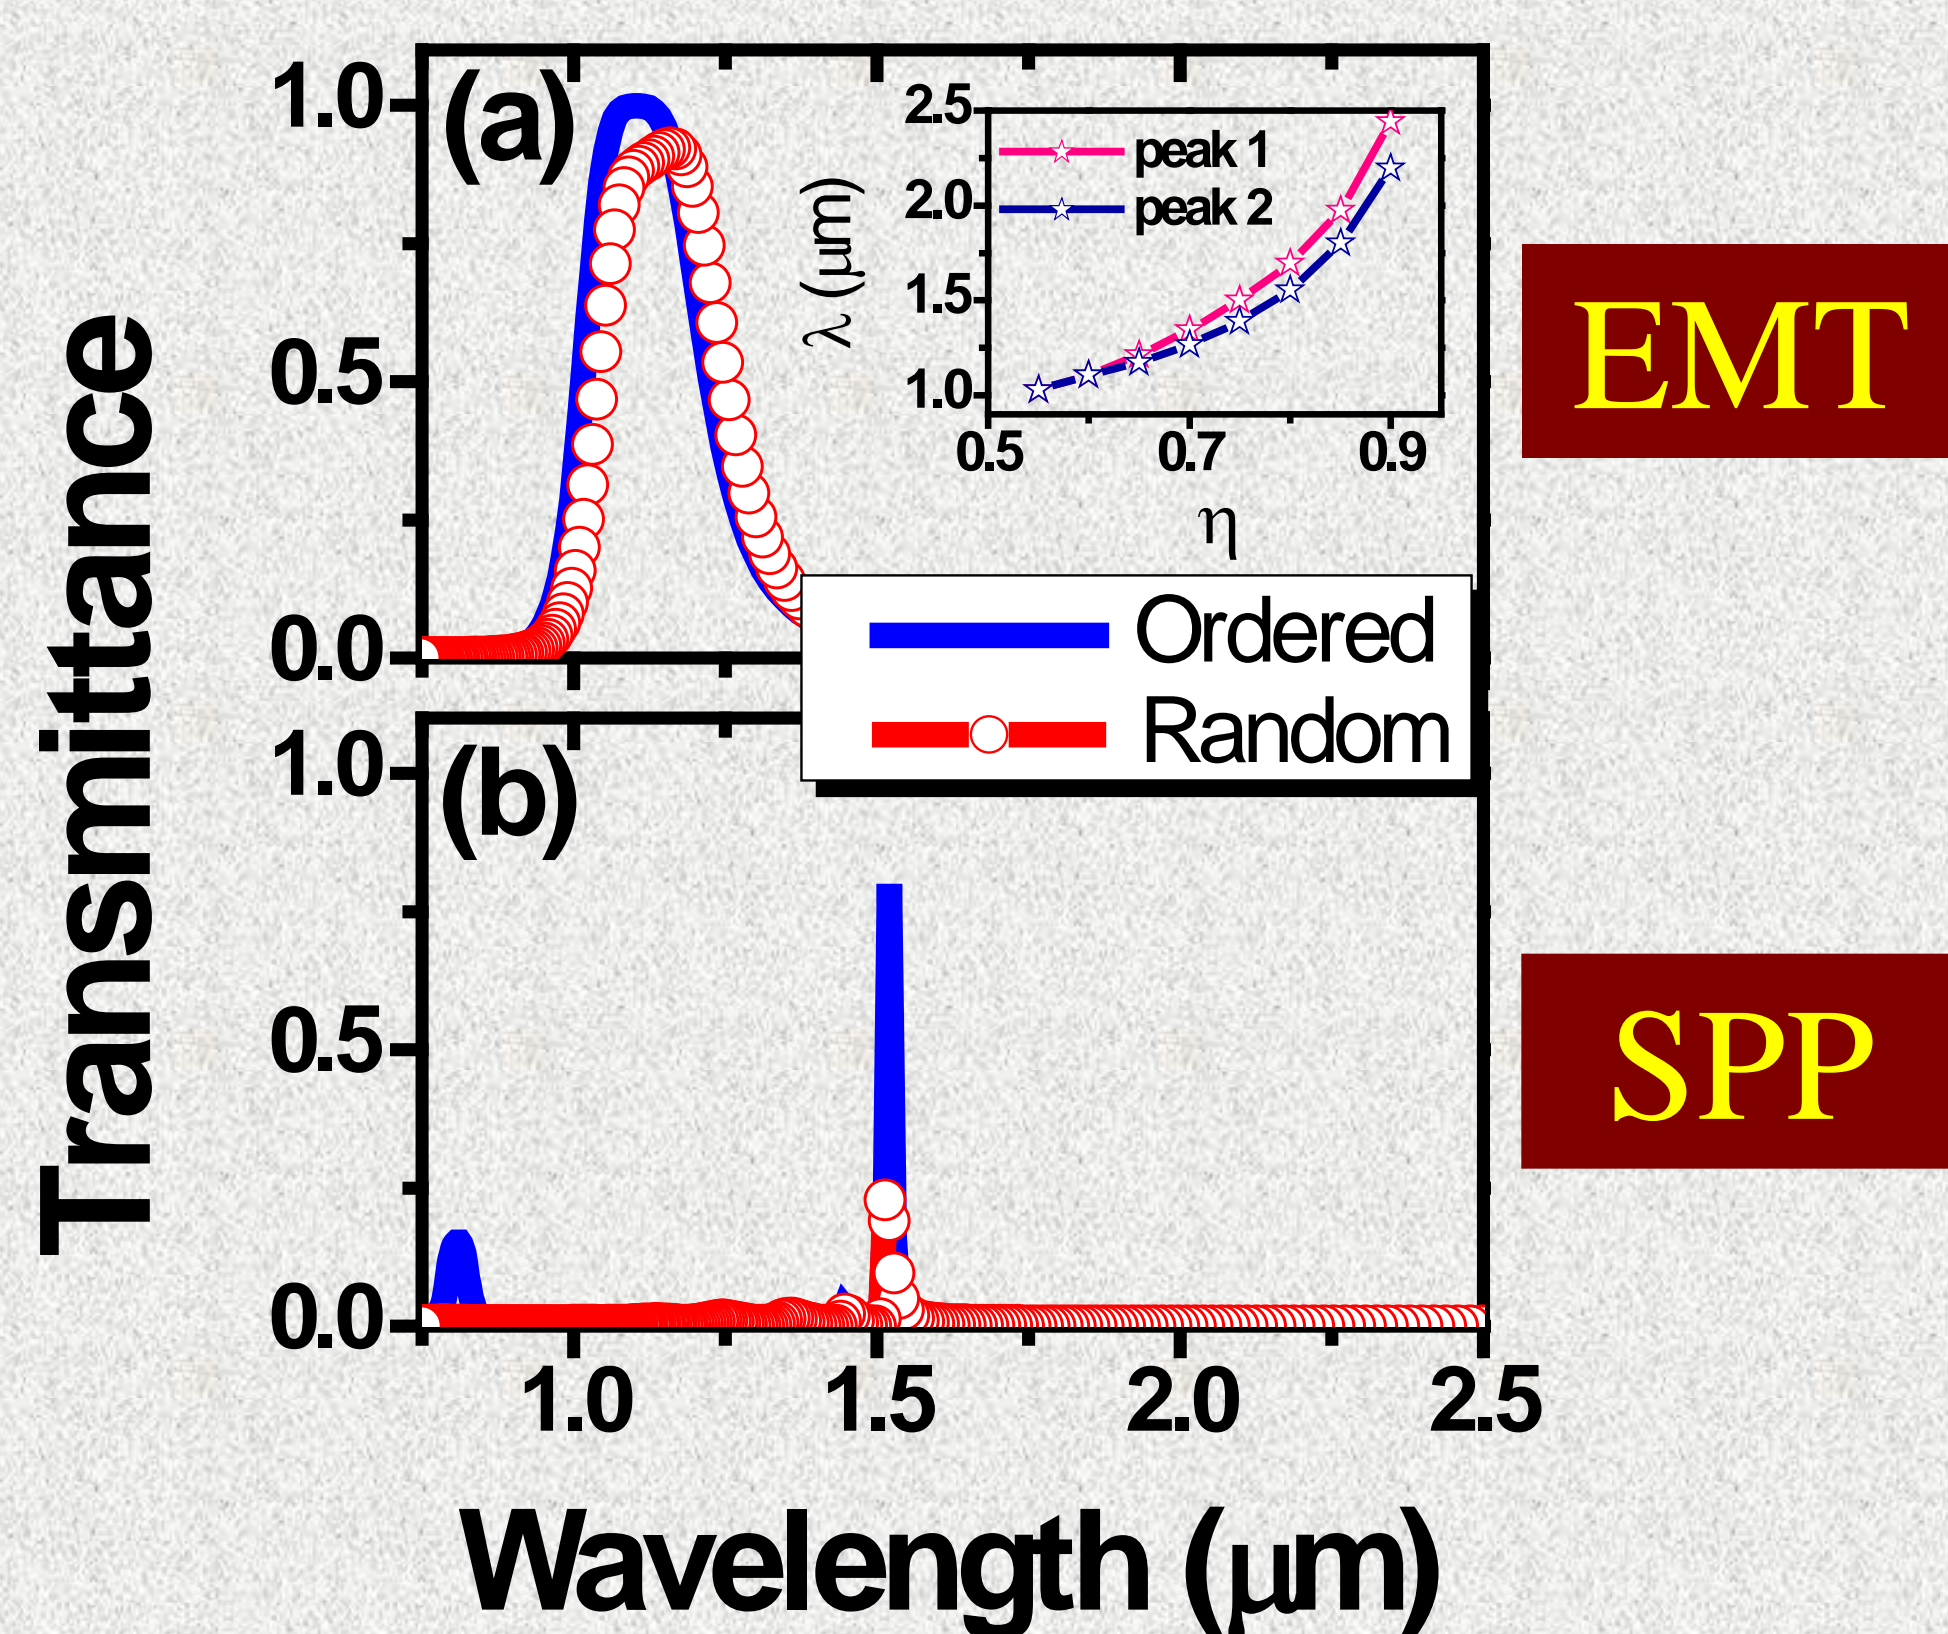 Transmittance
(a)
1.0
0.5
0.0
λ (μm)
2.5
2.0
1.5
1.0
peak 1
peak 2
0.5 0.7 0.9
η
EMT
Ordered
Random
(b)
1.0
0.5
0.0
SPP
1.0 1.5 2.0 2.5
Wavelength (μm)